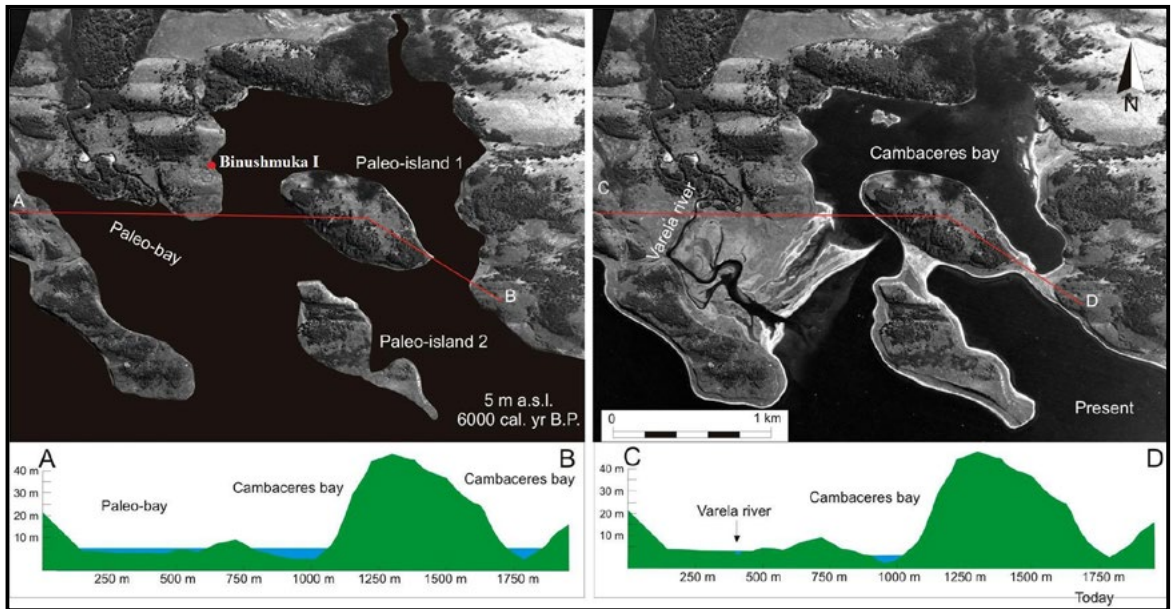 Binushmuka I
Paleo-island 1
A
Paleo-bay
B
Paleo-island 2
5 m a.s.l.
6000 cal. yr B.P.
N
Cambaceres bay
C
Varela river
D
0 1 km
Present
A B
40 m
30 m
20 m
10 m
Paleo-bay
Cambaceres bay
Cambaceres bay
250 m 500 m 750 m 1000 m 1250 m 1500 m 1750 m
C D
40 m
30 m
20 m
10 m
Varela river
Cambaceres bay
250 m 500 m 750 m 1000 m 1250 m 1500 m 1750 m
Today